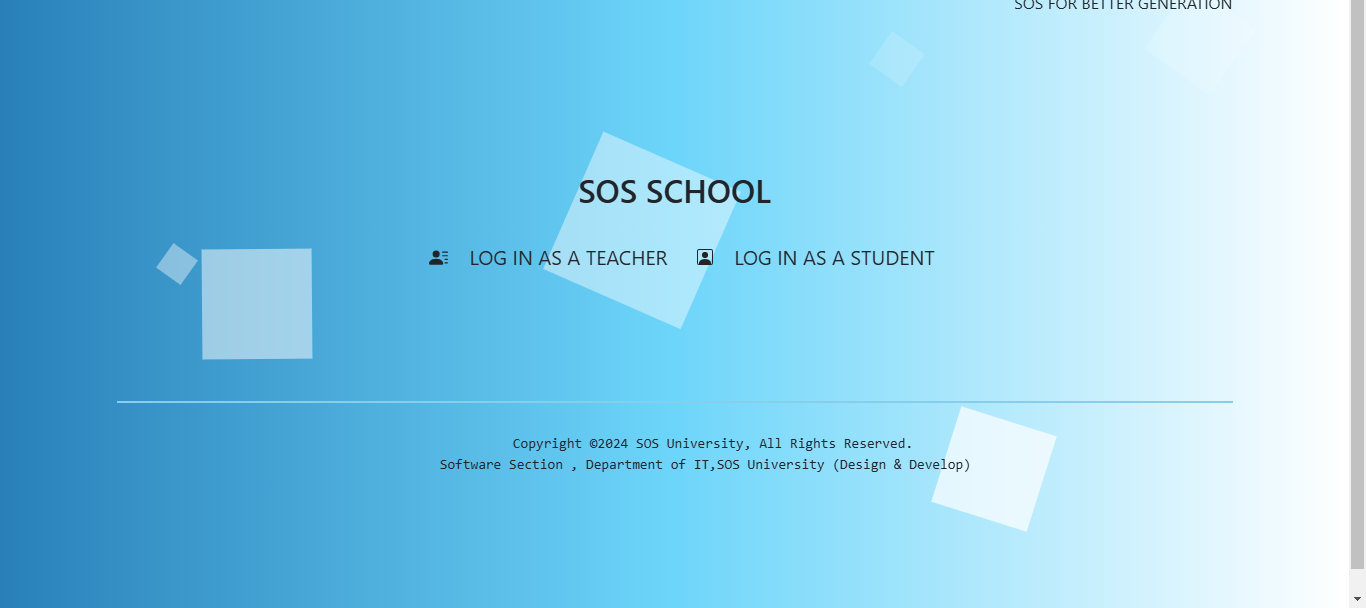 SOS FOR BETTER GENERATION
SOS SCHOOL
LOG IN AS A TEACHER LOG IN AS A STUDENT
Copyright ©2024 SOS University, All Rights Reserved.
Software Section , Department of IT,SOS University (Design & Develop)